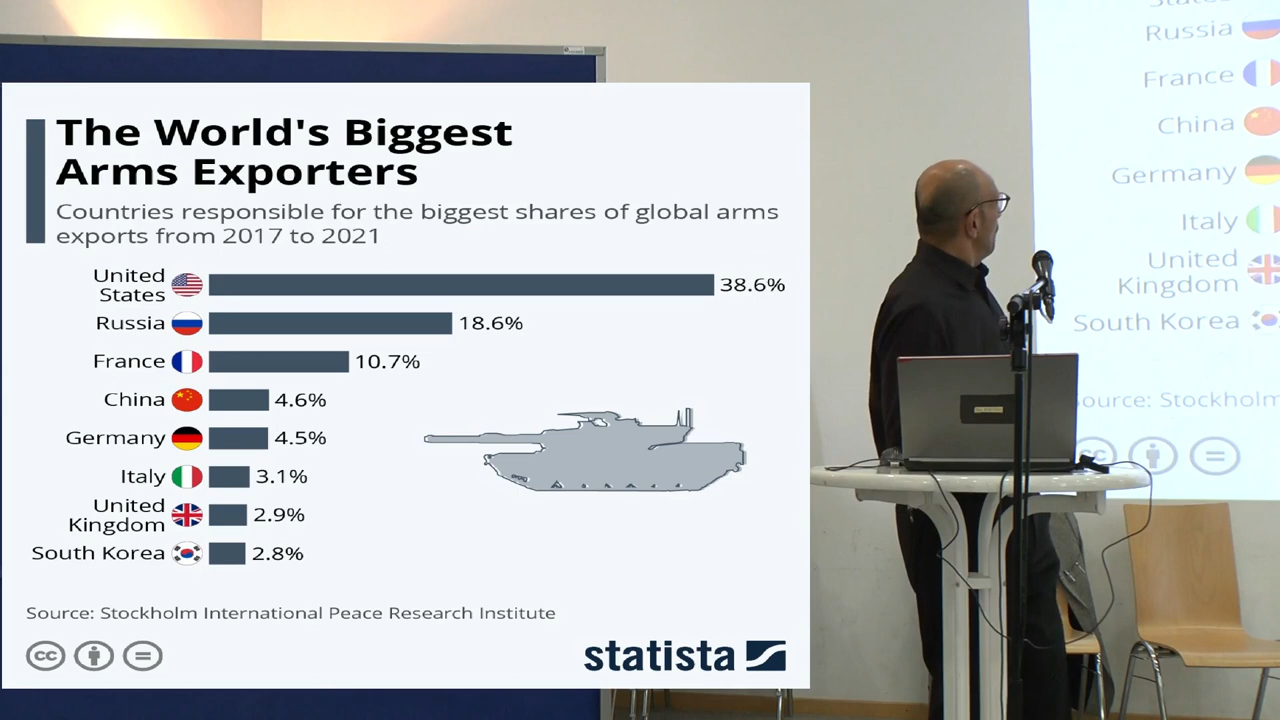 The World's Biggest
Arms Exporters
Countries responsible for the biggest shares of global arms
exports from 2017 to 2021
United
States
38.6%
Russia
18.6%
France
10.7%
China
4.6%
Germany
4.5%
Italy
3.1%
United
Kingdom
2.9%
South Korea
2.8%
Source: Stockholm International Peace Research Institute
cc
statista
States
Russia
France
China
Germany
Italy
United
Kingdom
South Korea
Source: Stockholm
cc